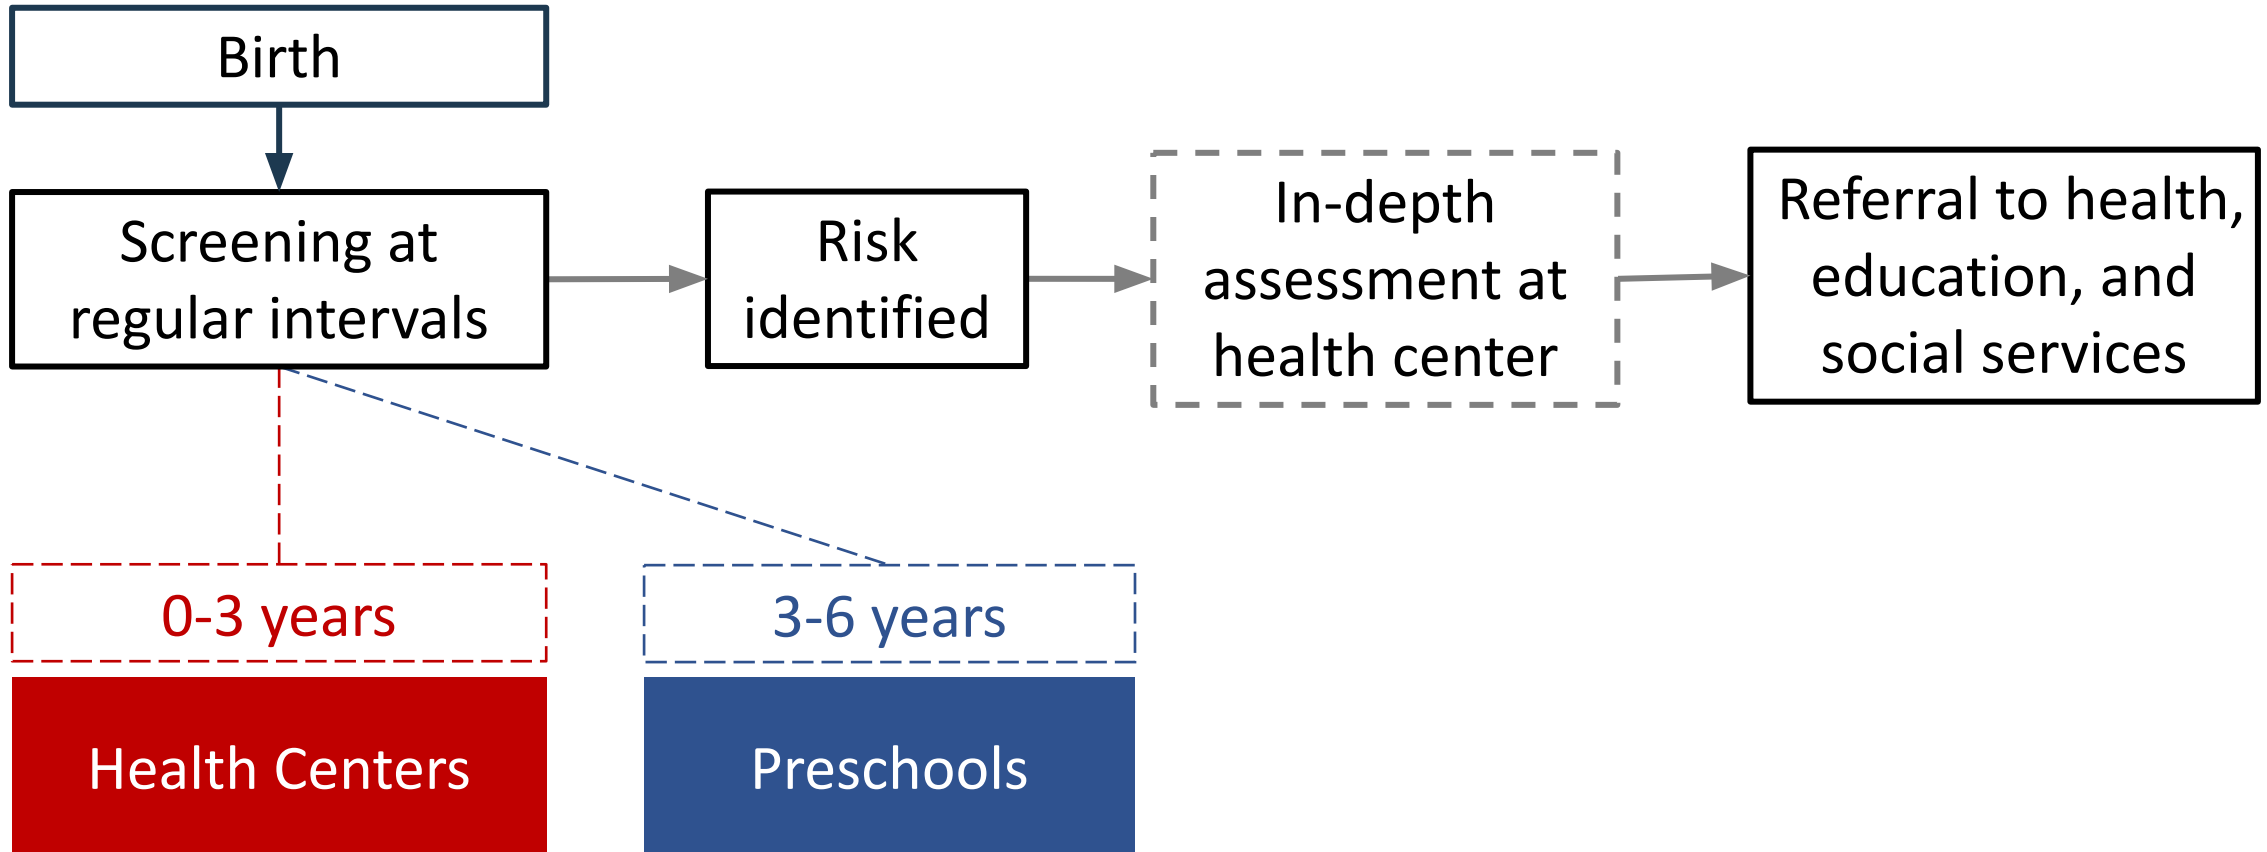 Birth
Screening at
regular intervals
Risk
identified
In-depth
assessment at
health center
Referral to health,
education, and
social services
0-3 years
3-6 years
Health Centers
Preschools